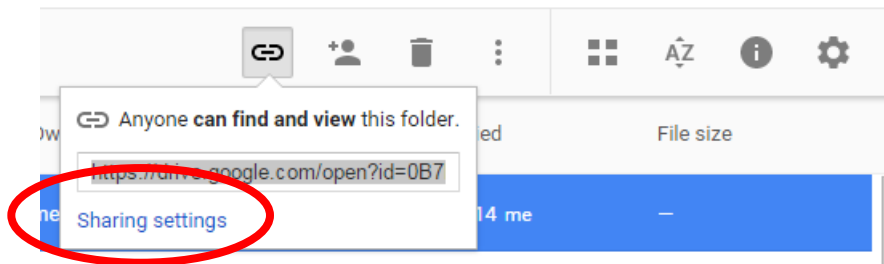 AZ
Anyone can find and view this folder.
File size
https://drive.google.com/open?id=0B7
Sharing settings
14 me
—